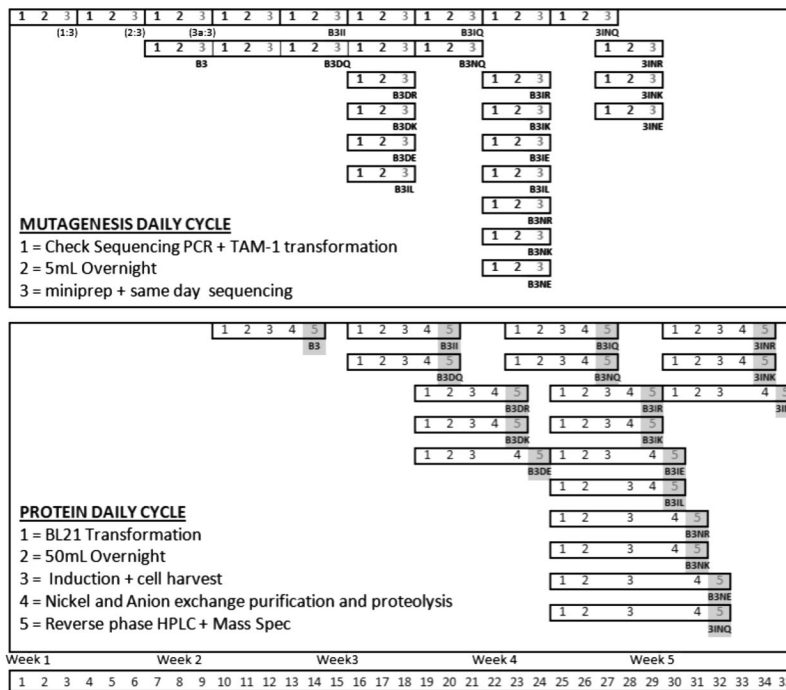 1 2 3 1 2 3 1 2 3 1 2 3 1 2 3 1 2 3 1 2 3 1 2 3 1 2 3
(1:3) (2:3) (3a:3) B3II B3IQ 3INQ
1 2 3 1 2 3 1 2 3 1 2 3 1 2 3 1 2 3
B3 B3DQ B3NQ 3INR
1 2 3 1 2 3 1 2 3
B3DR B3IR 3INK
1 2 3 1 2 3 1 2 3
B3DK B3IK 3INE
1 2 3 1 2 3
B3DE B3IE
1 2 3 1 2 3
B3IL B3IL
1 2 3
B3NR
1 2 3
B3NK
1 2 3
B3NE
MUTAGENESIS DAILY CYCLE
1 = Check Sequencing PCR + TAM-1 transformation
2 = 5mL Overnight
3 = miniprep + same day sequencing
1 2 3 4 5 1 2 3 4 5 1 2 3 4 5 1 2 3 4 5
B3 B3II B3IQ 3INR
1 2 3 4 5 1 2 3 4 5 1 2 3 4 5
B3DQ B3NQ 3INK
1 2 3 4 5 1 2 3 4 5 1 2 3 4 5
B3DR B3IR
1 2 3 4 5 1 2 3 4 5
B3DK B3IK
1 2 3 4 5 1 2 3 4 5
B3DE B3IE
1 2 3 4 5
B3IL
1 2 3 4 5
B3NR
1 2 3 4 5
B3NK
1 2 3 4 5
B3NE
1 2 3 4 5
3INQ
PROTEIN DAILY CYCLE
1 = BL21 Transformation
2 = 50mL Overnight
3 = Induction + cell harvest
4 = Nickel and Anion exchange purification and proteolysis
5 = Reverse phase HPLC + Mass Spec
Week 1 Week 2 Week3 Week 4 Week 5
1 2 3 4 5 6 7 8 9 10 11 12 13 14 15 16 17 18 19 20 21 22 23 24 25 26 27 28 29 30 31 32 33 34